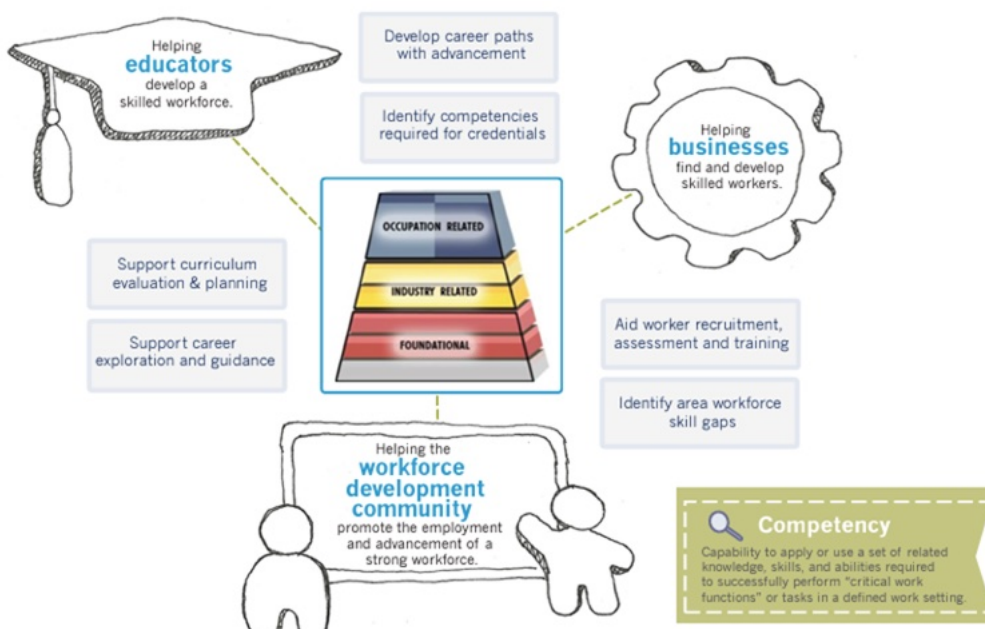 Helping
educators
develop a
skilled workforce.
Develop career paths
with advancement
Identify competencies
required for credentials
Helping
businesses
find and develop
skilled workers.
OCCUPATION RELATED
INDUSTRY RELATED
FOUNDATIONAL
Support curriculum
evaluation & planning
Support career
exploration and guidance
Aid worker recruitment,
assessment and training
Identify area workforce
skill gaps
Helping the
workforce
development
community
promote the employment
and advancement of a
strong workforce.
Competency
Capability to apply or use a set of related
knowledge, skills, and abilities required
to successfully perform "critical work
functions" or tasks in a defined work setting.